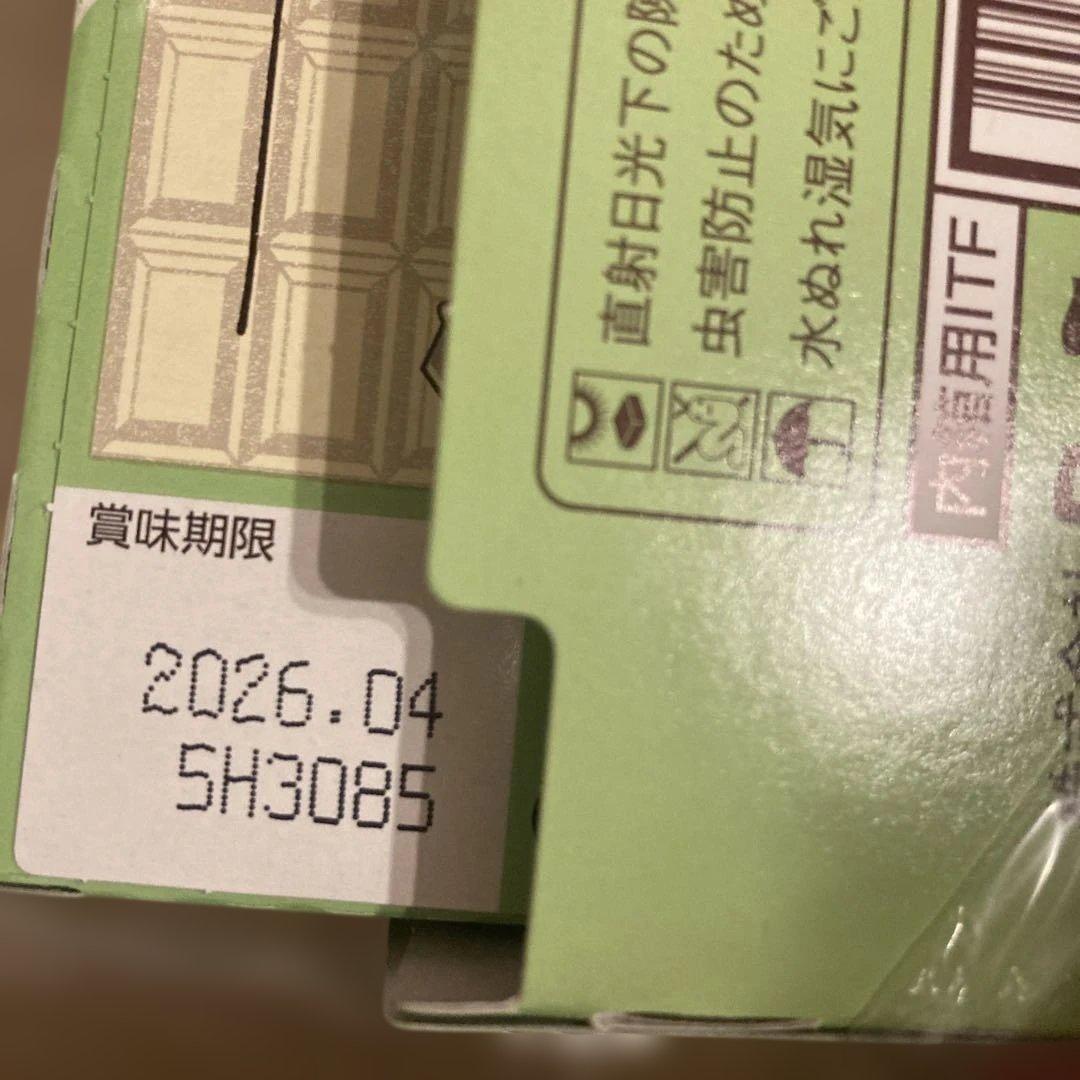 賞味期限
2026.04
5H3085
直射日光下の
虫害防止のため
水ぬれ湿気にご
内箱用ITF